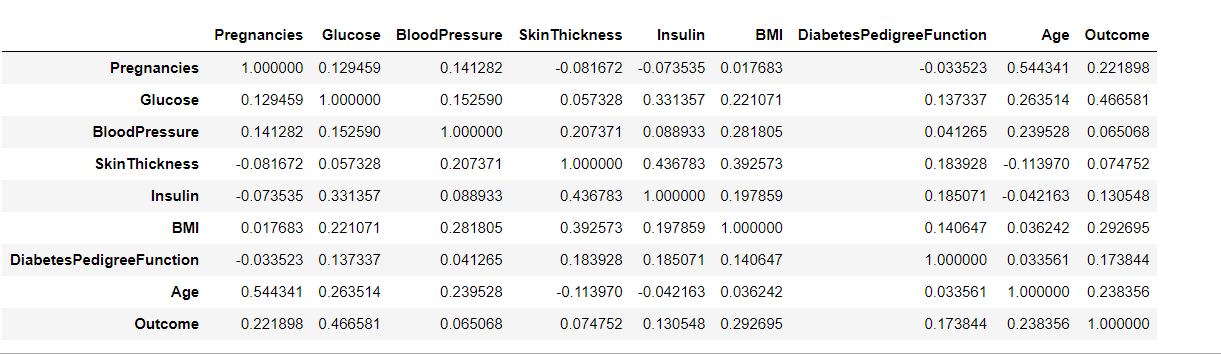 Pregnancies Glucose BloodPressure SkinThickness Insulin BMI DiabetesPedigreeFunction Age Outcome
Pregnancies 1.000000 0.129459 0.141282 -0.081672 -0.073535 0.017683 -0.033523 0.544341 0.221898
Glucose 0.129459 1.000000 0.152590 0.057328 0.331357 0.221071 0.137337 0.263514 0.466581
BloodPressure 0.141282 0.152590 1.000000 0.207371 0.088933 0.281805 0.041265 0.239528 0.065068
SkinThickness -0.081672 0.057328 0.207371 1.000000 0.436783 0.392573 0.183928 -0.113970 0.074752
Insulin -0.073535 0.331357 0.088933 0.436783 1.000000 0.197859 0.185071 -0.042163 0.130548
BMI 0.017683 0.221071 0.281805 0.392573 0.197859 1.000000 0.140647 0.036242 0.292695
DiabetesPedigreeFunction -0.033523 0.137337 0.041265 0.183928 0.185071 0.140647 1.000000 0.033561 0.173844
Age 0.544341 0.263514 0.239528 -0.113970 -0.042163 0.036242 0.033561 1.000000 0.238356
Outcome 0.221898 0.466581 0.065068 0.074752 0.130548 0.292695 0.173844 0.238356 1.000000